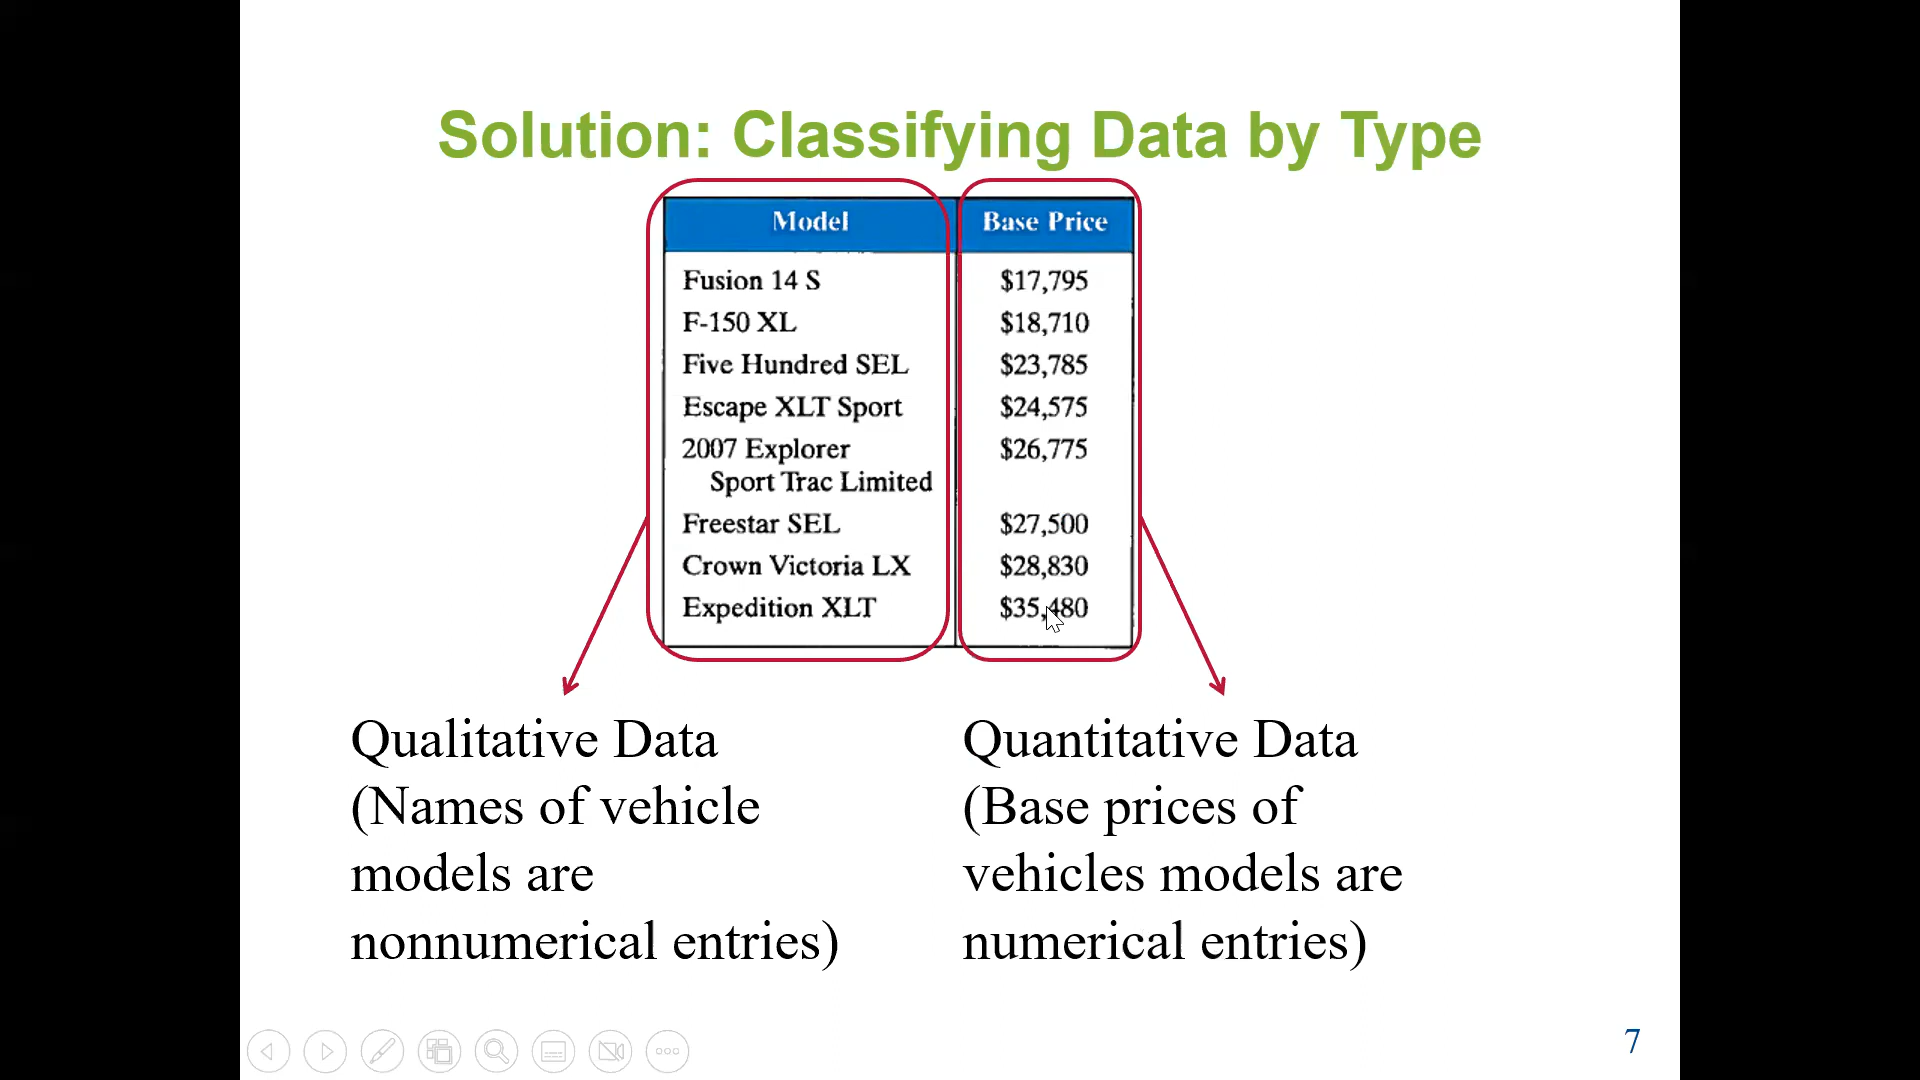 Solution: Classifying Data by Type
Model Base Price
Fusion 14 S $17,795
F-150 XL $18,710
Five Hundred SEL $23,785
Escape XLT Sport $24,575
2007 Explorer $26,775
Sport Trac Limited
Freestar SEL $27,500
Crown Victoria LX $28,830
Expedition XLT $35,480
Qualitative Data
(Names of vehicle
models are
nonnumerical entries)
Quantitative Data
(Base prices of
vehicles models are
numerical entries)
7